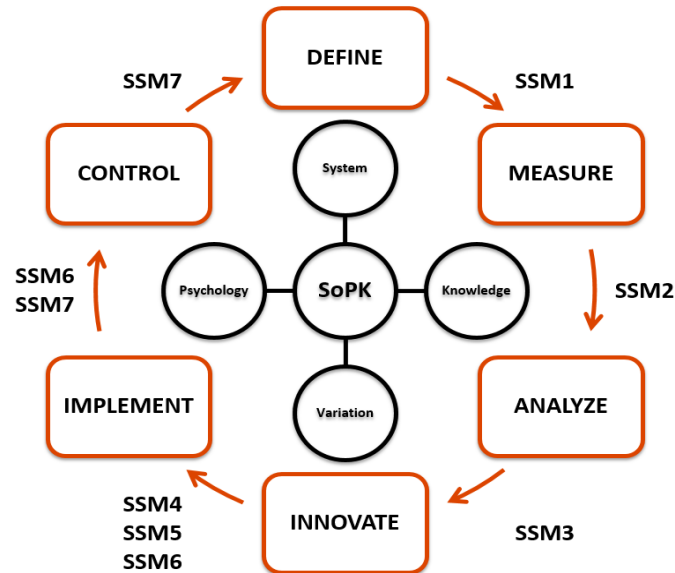 DEFINE
SSM7
SSM1
System
CONTROL
MEASURE
SSM6
SSM7
Psychology
SoPK
Knowledge
SSM2
IMPLEMENT
Variation
ANALYZE
SSM4
SSM5
SSM6
INNOVATE
SSM3